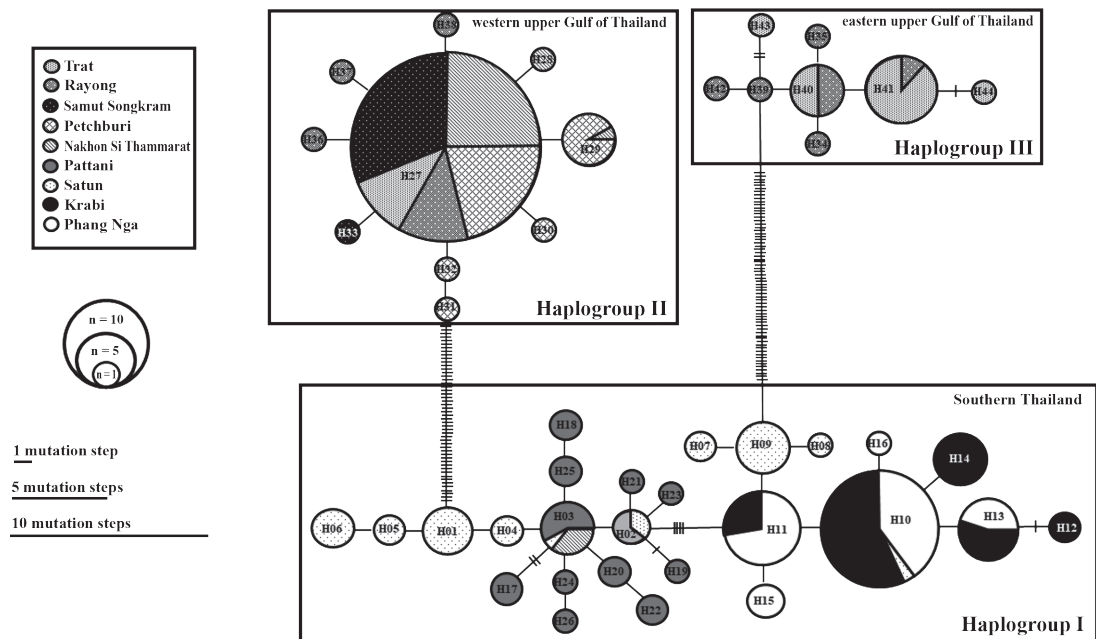 Trat
Rayong
Samut Songkram
Petchburi
Nakhon Si Thammarat
Pattani
Satun
Krabi
Phang Nga
n = 10
n = 5
n = 1
1 mutation step
5 mutation steps
10 mutation steps
western upper Gulf of Thailand
H38
H28
H37
H29
H36
H27
H33
H30
H32
H31
Haplogroup II
eastern upper Gulf of Thailand
H43
H35
H42
H39
H40
H41
H44
H34
Haplogroup III
Southern Thailand
H18
H07
H09
H08
H16
H14
H25
H21
H23
H06
H05
H01
H04
H03
H02
H11
H10
H13
H12
H17
H24
H20
H19
H26
H22
H15
Haplogroup I